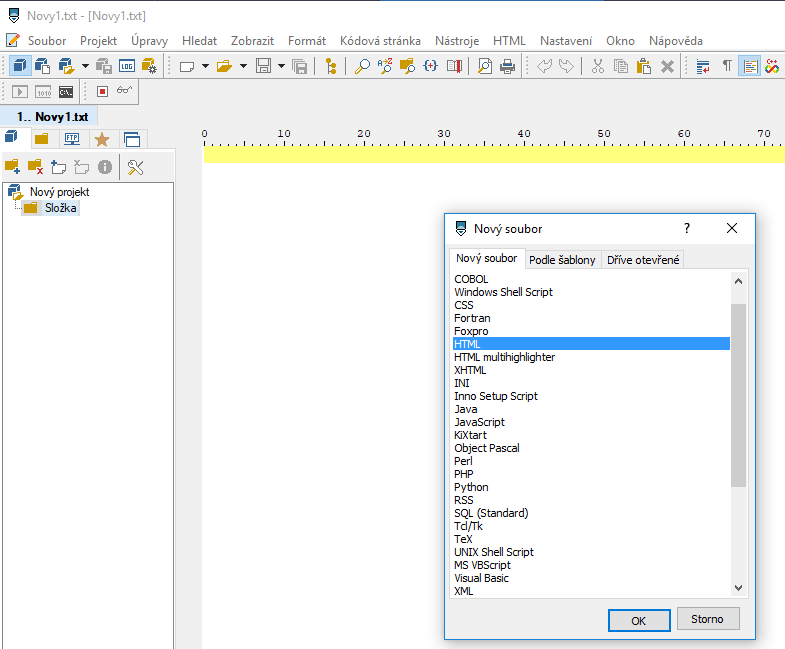 Novy1.txt - [Novy1.txt]
Soubor Projekt Úpravy Hledat Zobrazit Formát Kódová stránka Nástroje HTML Nastavení Okno Nápověda
LOG
1010
C:\
1.. Novy1.txt
FTP
0 10 20 30 40 50 60 70
Nový projekt
Složka
Nový soubor
Nový soubor Podle šablony Dříve otevřené
COBOL
Windows Shell Script
CSS
Fortran
Foxpro
HTML
HTML multihighlighter
XHTML
INI
Inno Setup Script
Java
JavaScript
KiXtart
Object Pascal
Perl
PHP
Python
RSS
SQL (Standard)
Tcl/Tk
TeX
UNIX Shell Script
MS VBScript
Visual Basic
XML
OK Storno